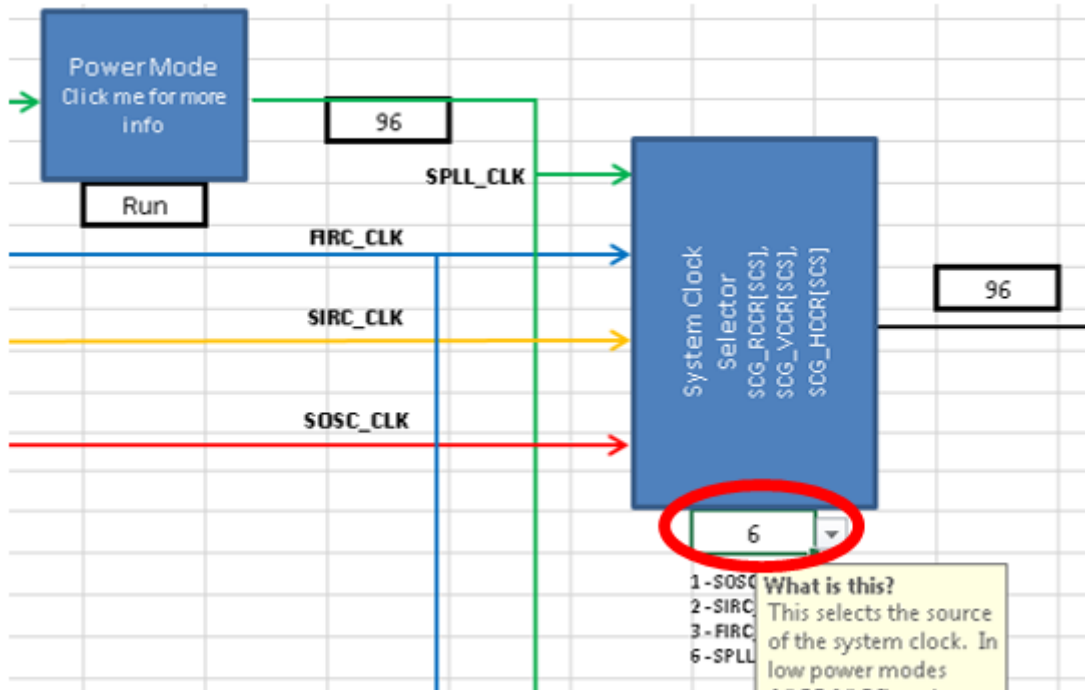 Power Mode
Click me for more
info
96
Run
SPLL_CLK
FIRC_CLK
SIRC_CLK
SOSC_CLK
System Clock
Selector
SCG_RCCR[SCS],
SCG_VCCR[SCS],
SCG_HCCR[SCS]
96
6
1-SOSC
2-SIRC
3-FIRC
6-SPLL
What is this?
This selects the source
of the system clock. In
low power modes